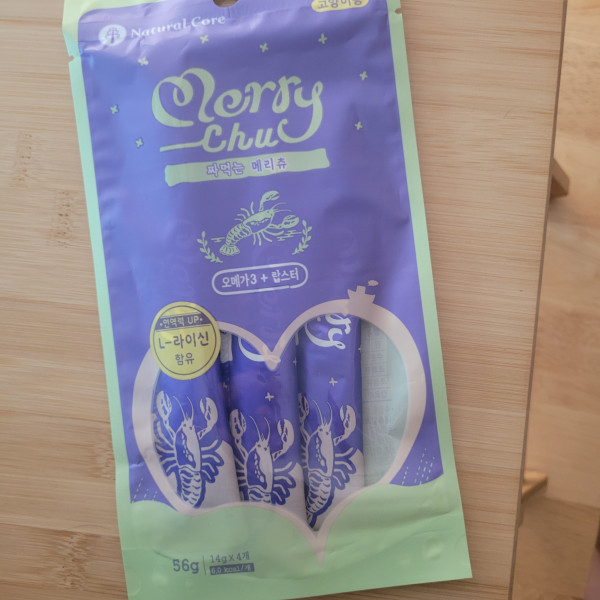 Natural Core
고양이용
Merry
Chu
짜먹는 메리츄
오메가3 + 랍스터
면역력 UP
L-라이신
함유
56g
14g x 4개